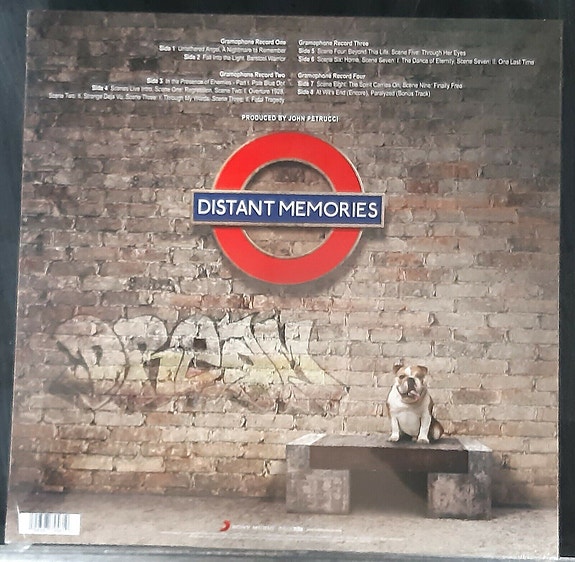 Gramophone Record One
Side 1 Untethered Angel, A Nightmare to Remember
Side 2 Fall into the Light, Barstool Warrior
Gramophone Record Two
Side 3 In the Presence of Enemies - Part I, Pale Blue Dot
Side 4 Scenes Live Intro, Scene One: Regression, Scene Two: I. Overture 1928,
Scene Two: II. Strange Deja Vu, Scene Three: I. Through My Words, Scene Three: II. Fatal Tragedy
Gramophone Record Three
Side 5 Scene Four: Beyond This Life, Scene Five: Through Her Eyes
Side 6 Scene Six: Home, Scene Seven: I. The Dance of Eternity, Scene Seven: II. One Last Time
Gramophone Record Four
Side 7 Scene Eight: The Spirit Carries On, Scene Nine: Finally Free
Side 8 At Wit's End (Encore), Paralyzed (Bonus Track)
PRODUCED BY JOHN PETRUCCI
DISTANT MEMORIES
DREAM